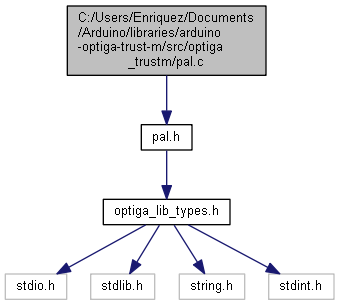 C:/Users/Enriquez/Documents
/Arduino/libraries/arduino
-optiga-trust-m/src/optiga
_trustm/pal.c
pal.h
optiga_lib_types.h
stdio.h
stdlib.h
string.h
stdint.h